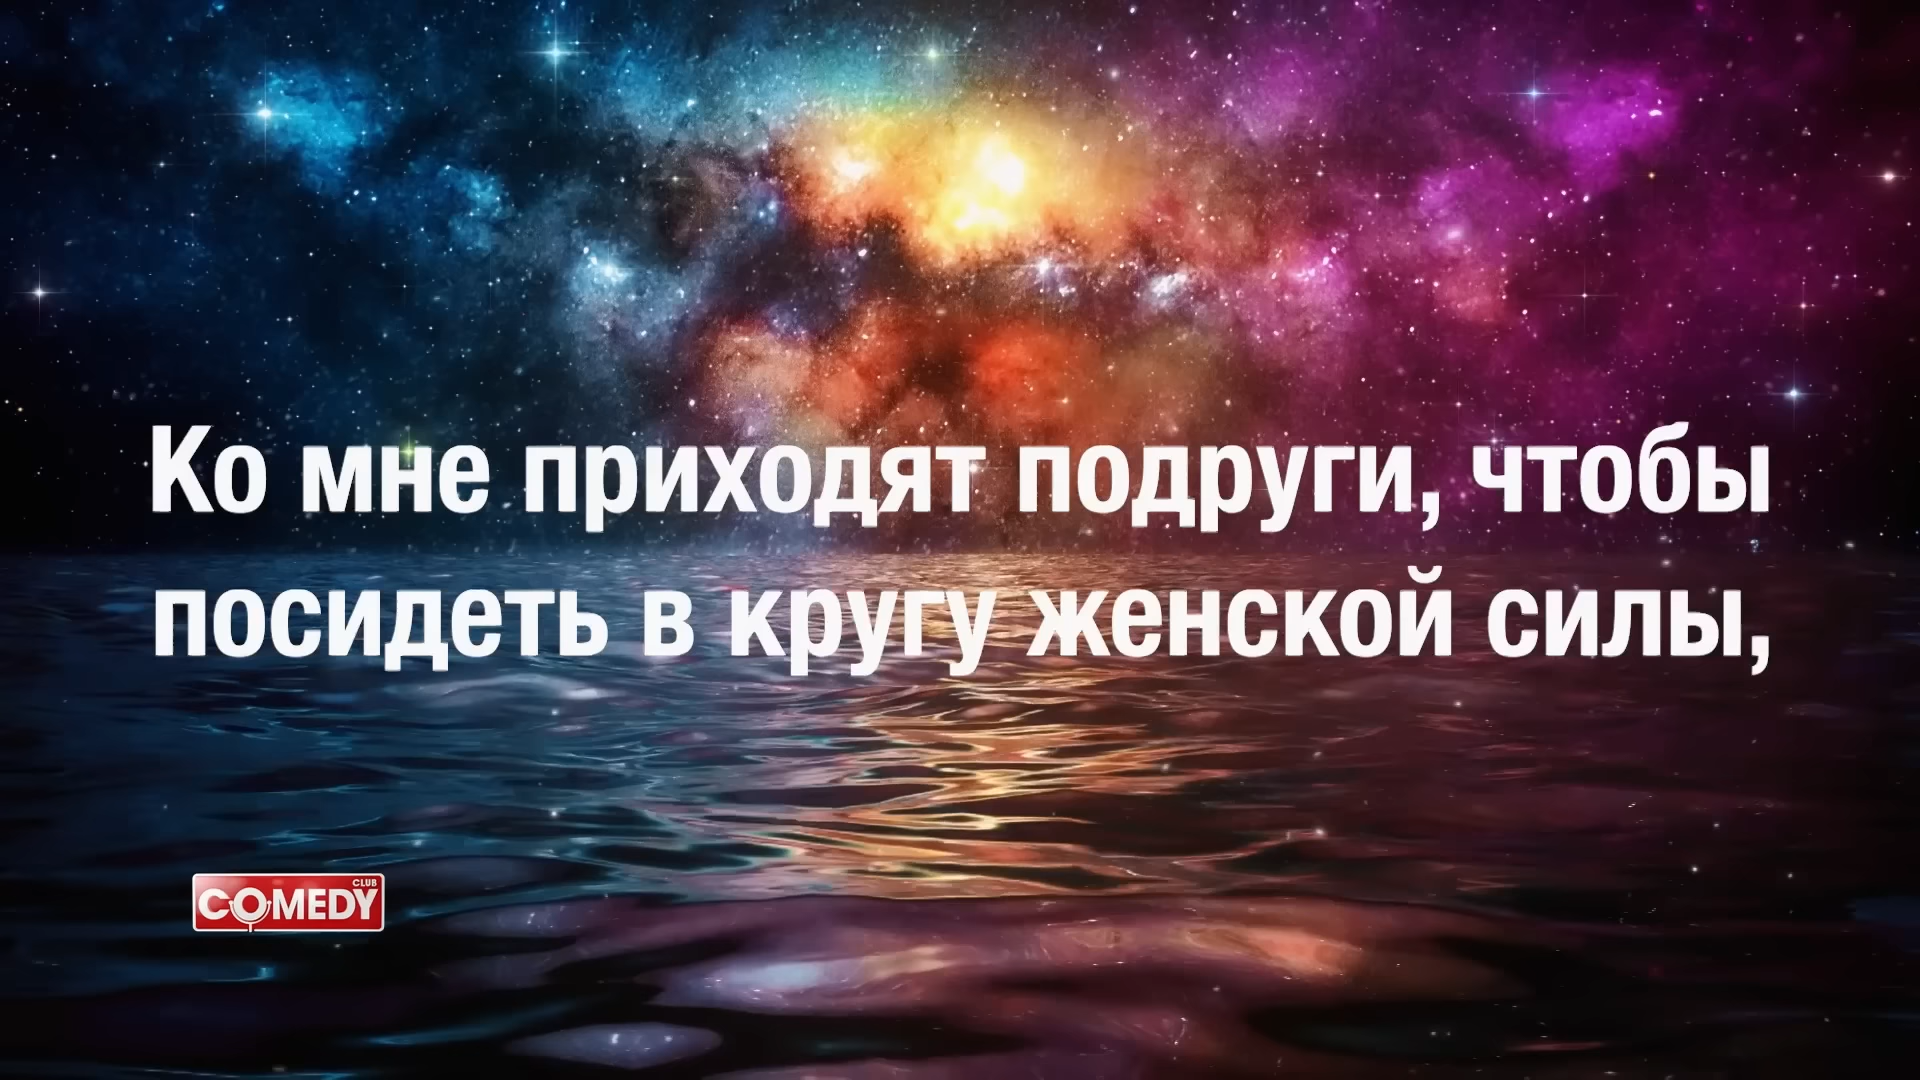 Ко мне приходят подруги, чтобы
посидеть в кругу женской силы,
COMEDY CLUB